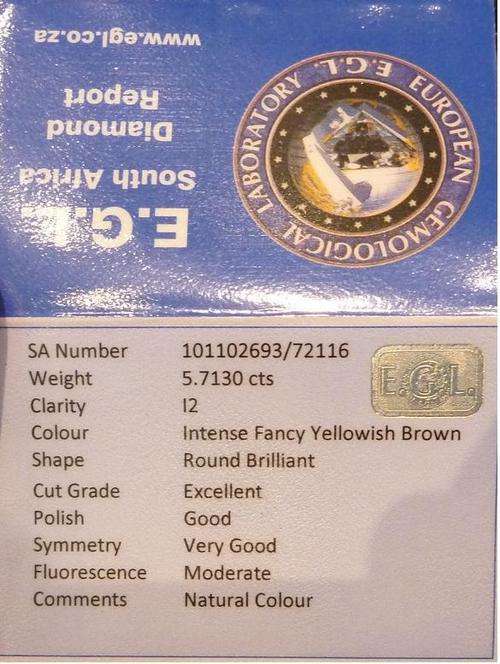 E.G.L.
South Africa
Diamond
Report
www.egl.co.za
EUROPEAN GEMOLOGICAL LABORATORY
E.G.L.
SA Number 101102693/72116
Weight 5.7130 cts
Clarity I2
Colour Intense Fancy Yellowish Brown
Shape Round Brilliant
Cut Grade Excellent
Polish Good
Symmetry Very Good
Fluorescence Moderate
Comments Natural Colour
E.G.L.